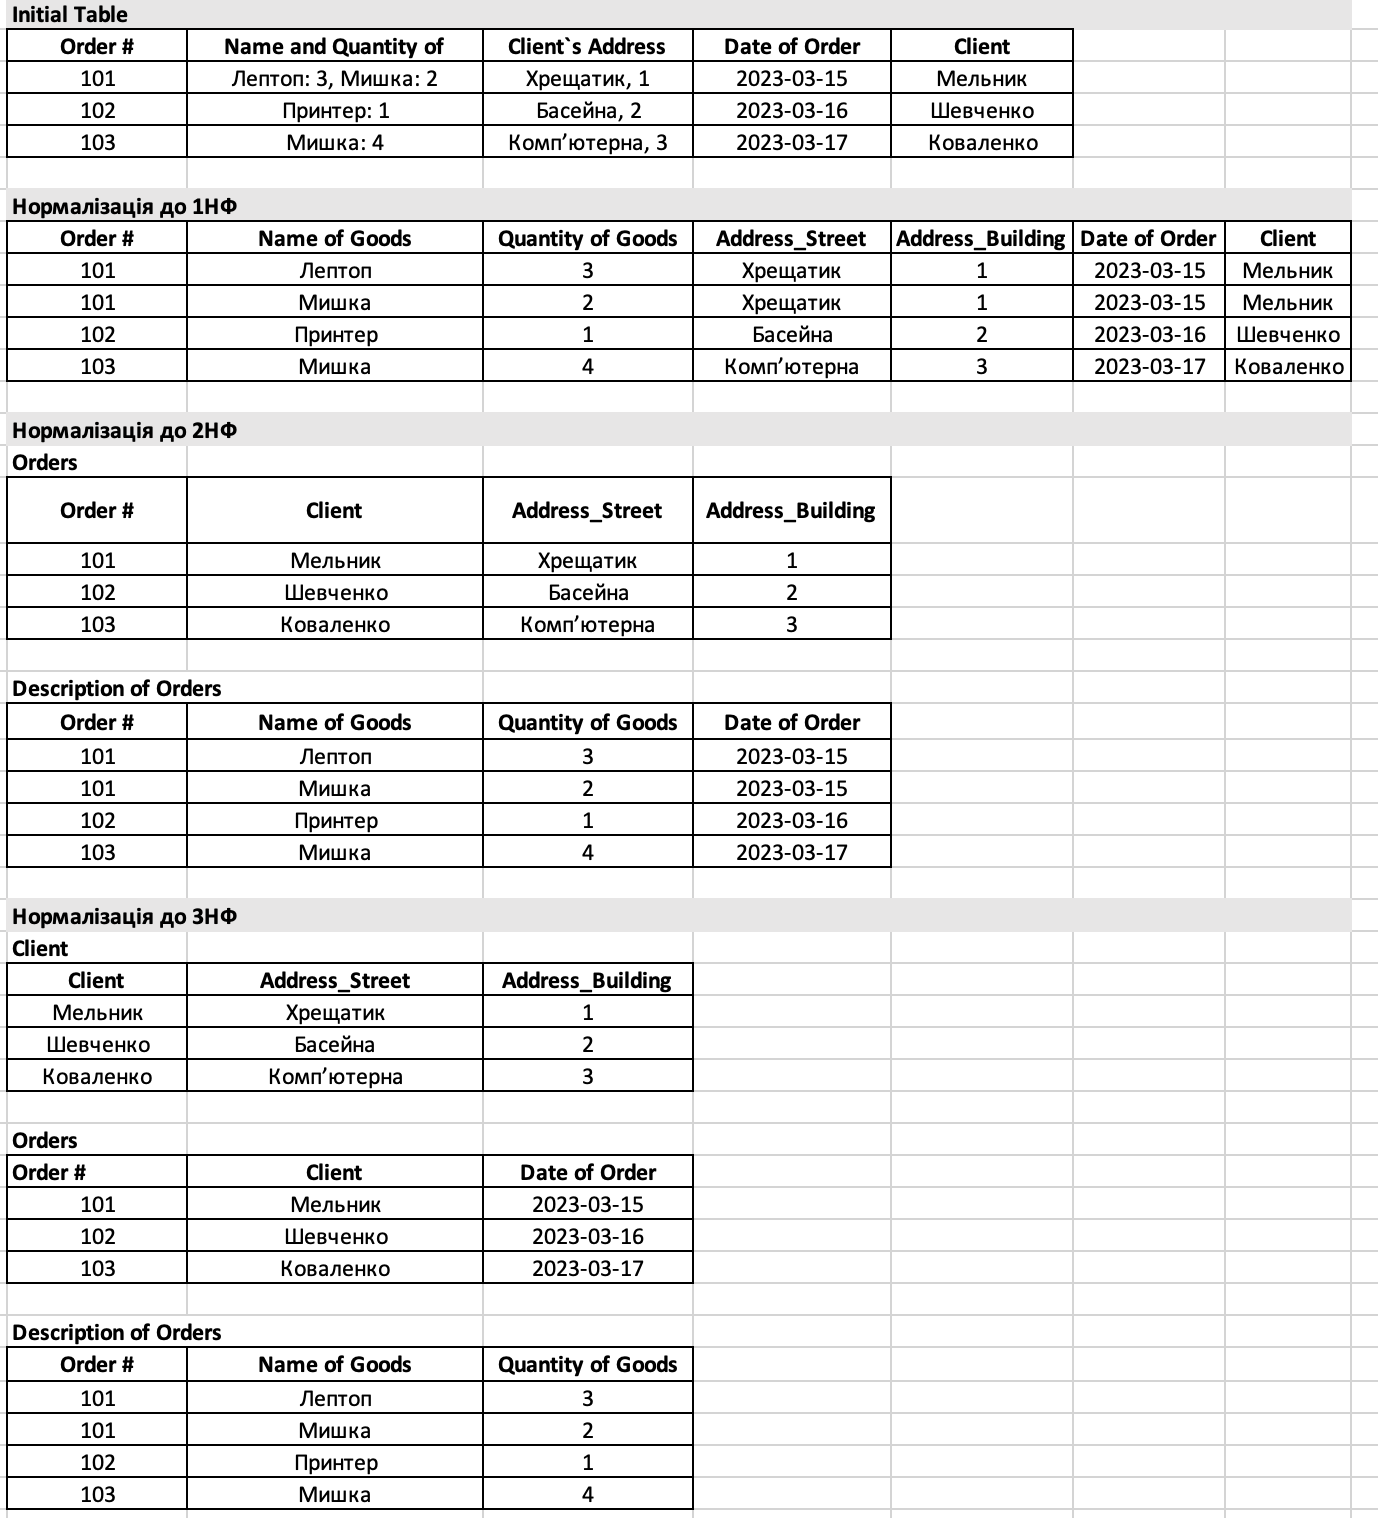 Initial Table
Order # Name and Quantity of Client`s Address Date of Order Client
101 Лептоп: 3, Мишка: 2 Хрещатик, 1 2023-03-15 Мельник
102 Принтер: 1 Басейна, 2 2023-03-16 Шевченко
103 Мишка: 4 Комп’ютерна, 3 2023-03-17 Коваленко
Нормалізація до 1НФ
Order # Name of Goods Quantity of Goods Address_Street Address_Building Date of Order Client
101 Лептоп 3 Хрещатик 1 2023-03-15 Мельник
101 Мишка 2 Хрещатик 1 2023-03-15 Мельник
102 Принтер 1 Басейна 2 2023-03-16 Шевченко
103 Мишка 4 Комп’ютерна 3 2023-03-17 Коваленко
Нормалізація до 2НФ
Orders
Order # Client Address_Street Address_Building
101 Мельник Хрещатик 1
102 Шевченко Басейна 2
103 Коваленко Комп’ютерна 3
Description of Orders
Order # Name of Goods Quantity of Goods Date of Order
101 Лептоп 3 2023-03-15
101 Мишка 2 2023-03-15
102 Принтер 1 2023-03-16
103 Мишка 4 2023-03-17
Нормалізація до 3НФ
Client
Client Address_Street Address_Building
Мельник Хрещатик 1
Шевченко Басейна 2
Коваленко Комп’ютерна 3
Orders
Order # Client Date of Order
101 Мельник 2023-03-15
102 Шевченко 2023-03-16
103 Коваленко 2023-03-17
Description of Orders
Order # Name of Goods Quantity of Goods
101 Лептоп 3
101 Мишка 2
102 Принтер 1
103 Мишка 4